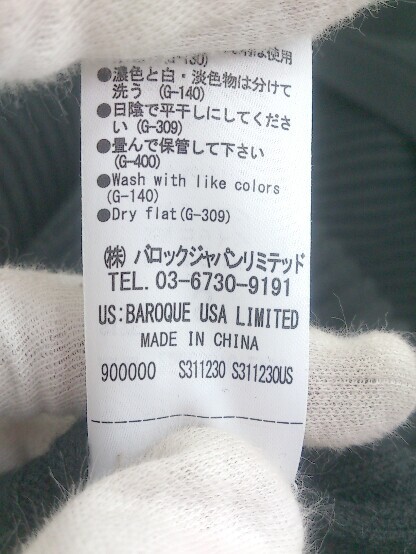 は使用
●濃色と白・淡色物は分けて
洗う (G-140)
●日陰で平干しにしてくださ
い (G-309)
●畳んで保管して下さい
(G-400)
●Wash with like colors
(G-140)
●Dry flat(G-309)
㈱ バロックジャパンリミテッド
TEL. 03-6730-9191
US:BAROQUE USA LIMITED
MADE IN CHINA
900000 S311230 S311230US